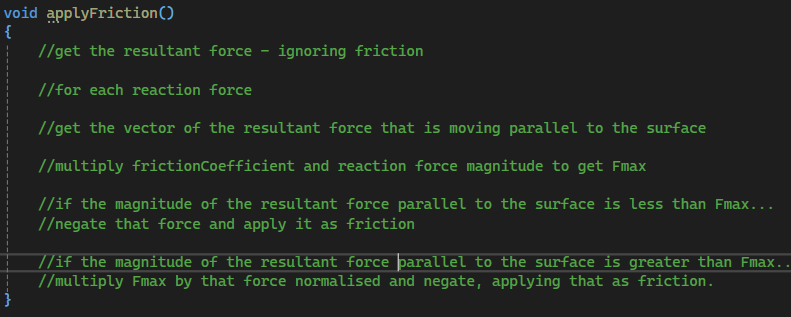 void applyFriction()
{
//get the resultant force - ignoring friction
//for each reaction force
//get the vector of the resultant force that is moving parallel to the surface
//multiply frictionCoefficient and reaction force magnitude to get Fmax
//if the magnitude of the resultant force parallel to the surface is less than Fmax...
//negate that force and apply it as friction
//if the magnitude of the resultant force parallel to the surface is greater than Fmax..
//multiply Fmax by that force normalised and negate, applying that as friction.
}